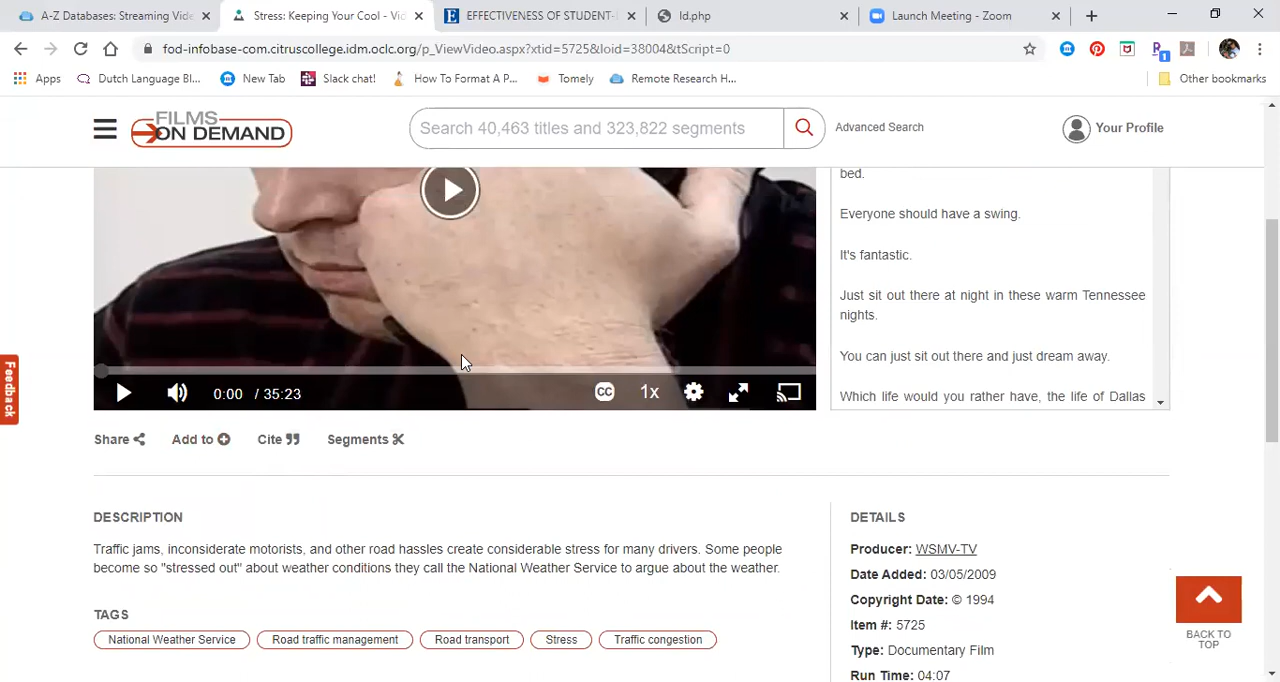 A-Z Databases: Streaming Vide
Stress: Keeping Your Cool - Vid
EFFECTIVENESS OF STUDENT-
ld.php
Launch Meeting - Zoom
fod-infobase-com.citruscollege.idm.oclc.org/p_ViewVideo.aspx?xtid=5725&loid=38004&tScript=0
Apps
Dutch Language Bl...
New Tab
Slack chat!
How To Format A P...
Tomely
Remote Research H...
Other bookmarks
FILMS
ON DEMAND
Search 40,463 titles and 323,822 segments
Advanced Search
Your Profile
bed.
Everyone should have a swing.
It's fantastic.
Just sit out there at night in these warm Tennessee
nights.
You can just sit out there and just dream away.
Which life would you rather have, the life of Dallas
Feedback
0:00 / 35:23
CC
1x
Share
Add to
Cite
Segments
DESCRIPTION
Traffic jams, inconsiderate motorists, and other road hassles create considerable stress for many drivers. Some people
become so "stressed out" about weather conditions they call the National Weather Service to argue about the weather.
TAGS
National Weather Service
Road traffic management
Road transport
Stress
Traffic congestion
DETAILS
Producer: WSMV-TV
Date Added: 03/05/2009
Copyright Date: © 1994
Item #: 5725
Type: Documentary Film
Run Time: 04:07
BACK TO
TOP